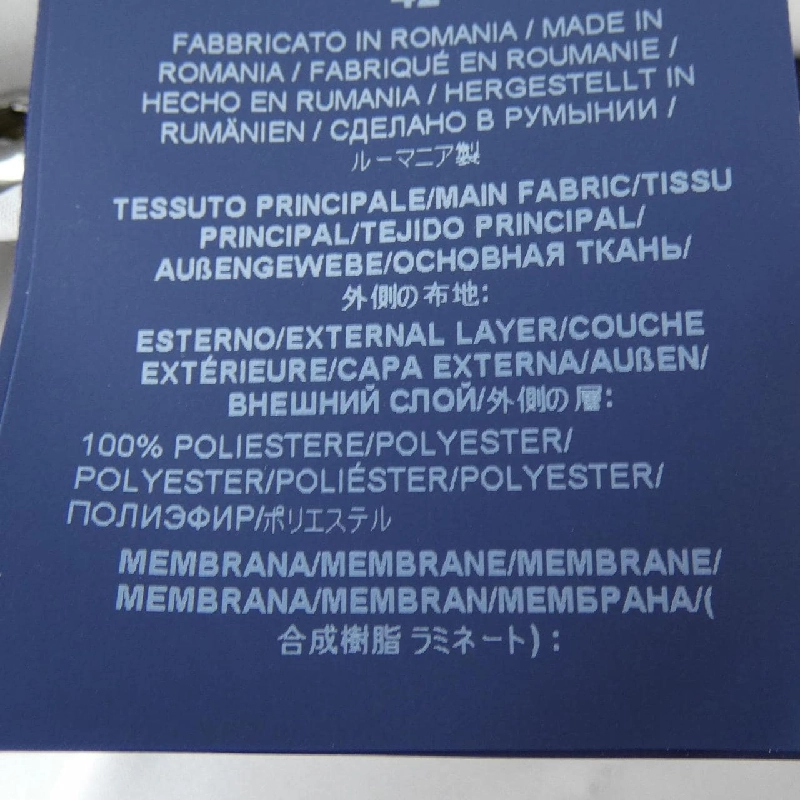 42
FABBRICATO IN ROMANIA / MADE IN
ROMANIA / FABRIQUÉ EN ROUMANIE /
HECHO EN RUMANIA / HERGESTELLT IN
RUMÄNIEN / СДЕЛАНО В РУМЫНИИ /
ルーマニア製
TESSUTO PRINCIPALE/MAIN FABRIC/TISSU
PRINCIPAL/TEJIDO PRINCIPAL/
AUßENGEWEBE/ОСНОВНАЯ ТКАНЬ/
外側の布地:
ESTERNO/EXTERNAL LAYER/COUCHE
EXTÉRIEURE/CAPA EXTERNA/AUßEN/
ВНЕШНИЙ СЛОЙ/外側の層:
100% POLIESTERE/POLYESTER/
POLYESTER/POLIÉSTER/POLYESTER/
ПОЛИЭФИР/ポリエステル
MEMBRANA/MEMBRANE/MEMBRANE/
MEMBRANA/MEMBRAN/МЕМБРАНА/(
合成樹脂 ラミネート) :